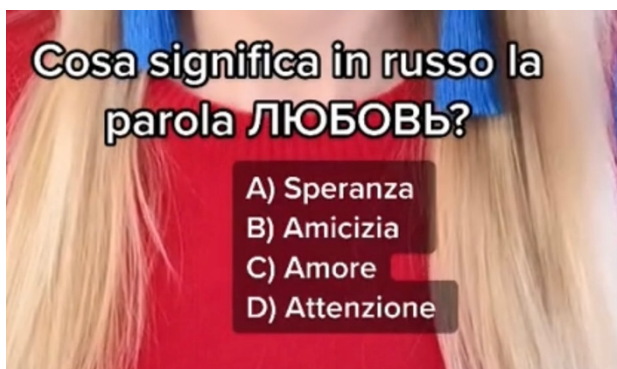 Cosa significa in russo la
parola ЛЮБОВЬ?
A) Speranza
B) Amicizia
C) Amore
D) Attenzione